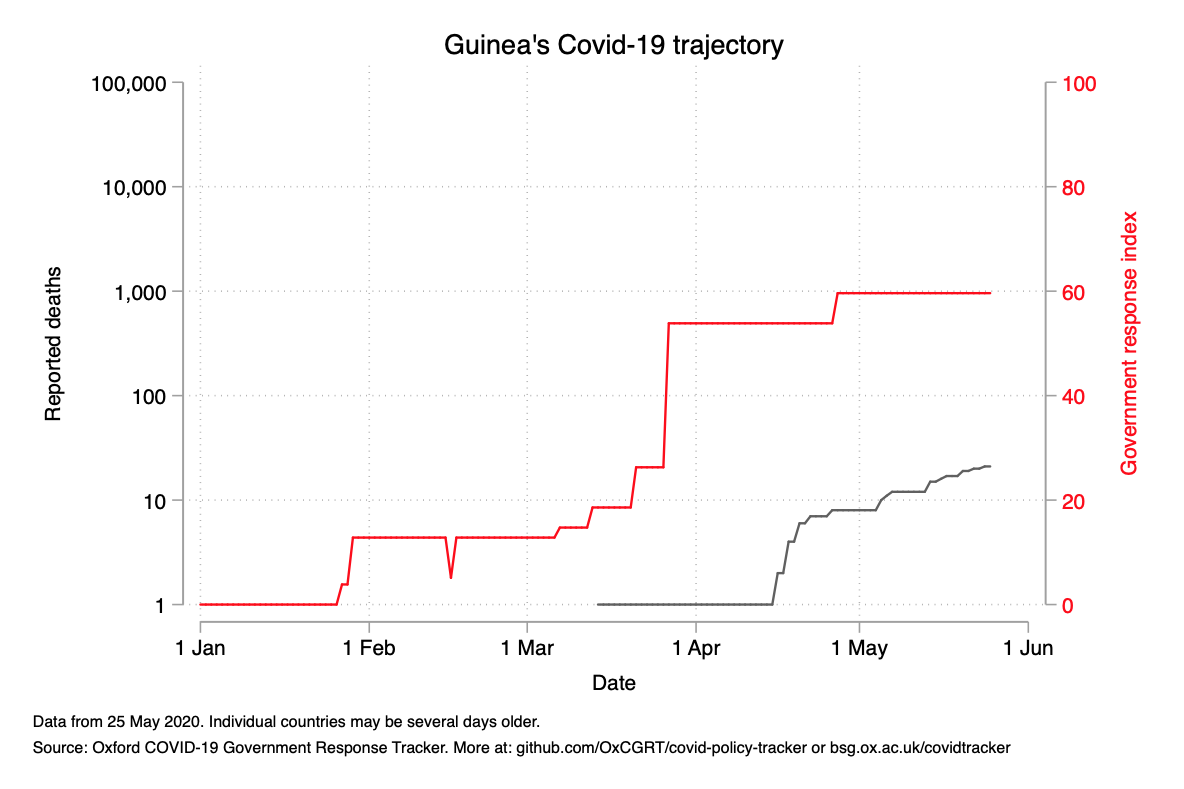 Guinea's Covid-19 trajectory
100,000
10,000
1,000
100
10
1
Reported deaths
100
80
60
40
20
0
Government response index
1 Jan
1 Feb
1 Mar
1 Apr
1 May
1 Jun
Date
Data from 25 May 2020. Individual countries may be several days older.
Source: Oxford COVID-19 Government Response Tracker. More at: github.com/OxCGRT/covid-policy-tracker or bsg.ox.ac.uk/covidtracker